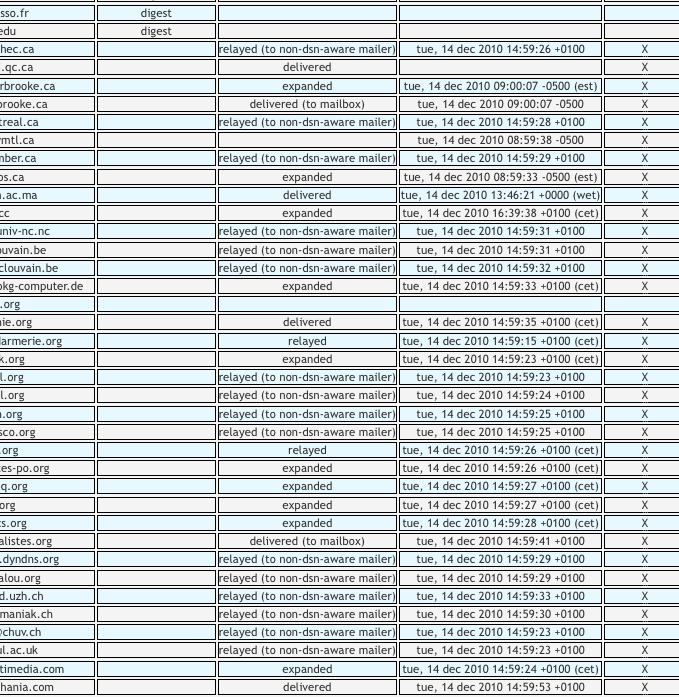 sso.fr digest
edu digest
hec.ca relayed (to non-dsn-aware mailer) tue, 14 dec 2010 14:59:26 +0100 X
.qc.ca delivered X
rbrooke.ca expanded tue, 14 dec 2010 09:00:07 -0500 (est) X
brooke.ca delivered (to mailbox) tue, 14 dec 2010 09:00:07 -0500 X
treal.ca relayed (to non-dsn-aware mailer) tue, 14 dec 2010 14:59:28 +0100 X
ymtl.ca tue, 14 dec 2010 08:59:38 -0500 X
mber.ca relayed (to non-dsn-aware mailer) tue, 14 dec 2010 14:59:29 +0100 X
os.ca expanded tue, 14 dec 2010 08:59:33 -0500 (est) X
.ac.ma delivered tue, 14 dec 2010 13:46:21 +0000 (wet) X
cc expanded tue, 14 dec 2010 16:39:38 +0100 (cet) X
univ-nc.nc relayed (to non-dsn-aware mailer) tue, 14 dec 2010 14:59:31 +0100 X
ouvain.be relayed (to non-dsn-aware mailer) tue, 14 dec 2010 14:59:31 +0100 X
clouvain.be relayed (to non-dsn-aware mailer) tue, 14 dec 2010 14:59:32 +0100 X
okg-computer.de expanded tue, 14 dec 2010 14:59:33 +0100 (cet) X
.org
nie.org delivered tue, 14 dec 2010 14:59:35 +0100 (cet) X
darmerie.org relayed tue, 14 dec 2010 14:59:15 +0100 (cet) X
k.org expanded tue, 14 dec 2010 14:59:23 +0100 (cet) X
l.org relayed (to non-dsn-aware mailer) tue, 14 dec 2010 14:59:23 +0100 X
l.org relayed (to non-dsn-aware mailer) tue, 14 dec 2010 14:59:24 +0100 X
n.org relayed (to non-dsn-aware mailer) tue, 14 dec 2010 14:59:25 +0100 X
sco.org relayed (to non-dsn-aware mailer) tue, 14 dec 2010 14:59:25 +0100 X
.org relayed tue, 14 dec 2010 14:59:26 +0100 (cet) X
ces-po.org expanded tue, 14 dec 2010 14:59:26 +0100 (cet) X
q.org expanded tue, 14 dec 2010 14:59:27 +0100 (cet) X
org expanded tue, 14 dec 2010 14:59:27 +0100 (cet) X
ts.org expanded tue, 14 dec 2010 14:59:28 +0100 (cet) X
alistes.org delivered (to mailbox) tue, 14 dec 2010 14:59:41 +0100 X
.dyndns.org relayed (to non-dsn-aware mailer) tue, 14 dec 2010 14:59:29 +0100 X
alou.org relayed (to non-dsn-aware mailer) tue, 14 dec 2010 14:59:29 +0100 X
d.uzh.ch relayed (to non-dsn-aware mailer) tue, 14 dec 2010 14:59:33 +0100 X
maniak.ch relayed (to non-dsn-aware mailer) tue, 14 dec 2010 14:59:30 +0100 X
@chuv.ch relayed (to non-dsn-aware mailer) tue, 14 dec 2010 14:59:23 +0100 X
ul.ac.uk relayed (to non-dsn-aware mailer) tue, 14 dec 2010 14:59:23 +0100 X
timedia.com expanded tue, 14 dec 2010 14:59:24 +0100 (cet) X
hania.com delivered tue, 14 dec 2010 14:59:53 +0100 X